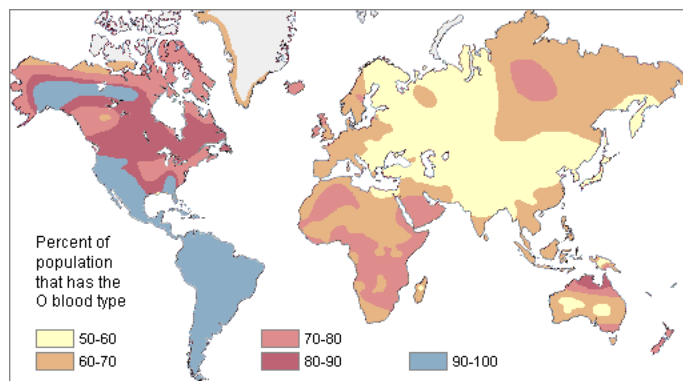 Percent of
population
that has the
O blood type
50-60
70-80
60-70
80-90
90-100